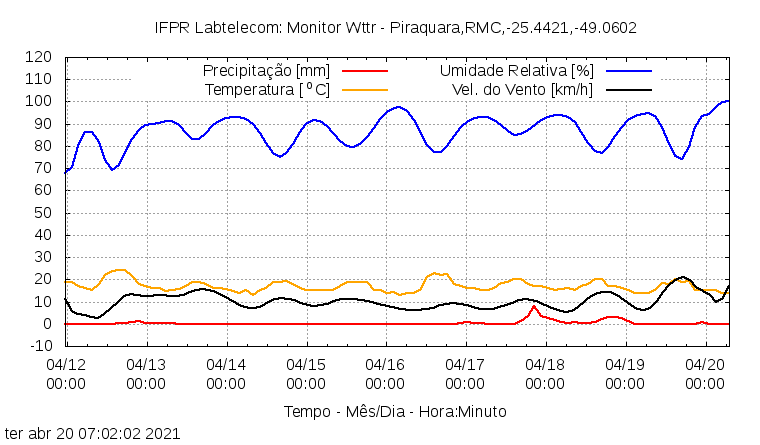 IFPR Labtelecom: Monitor Wttr - Piraquara,RMC,-25.4421,-49.0602
Precipitação [mm]
Temperatura [ ⁰C]
Umidade Relativa [%]
Vel. do Vento [km/h]
120
110
100
90
80
70
60
50
40
30
20
10
0
-10
04/12 04/13 04/14 04/15 04/16 04/17 04/18 04/19 04/20
00:00 00:00 00:00 00:00 00:00 00:00 00:00 00:00 00:00
Tempo - Mês/Dia - Hora:Minuto
ter abr 20 07:02:02 2021